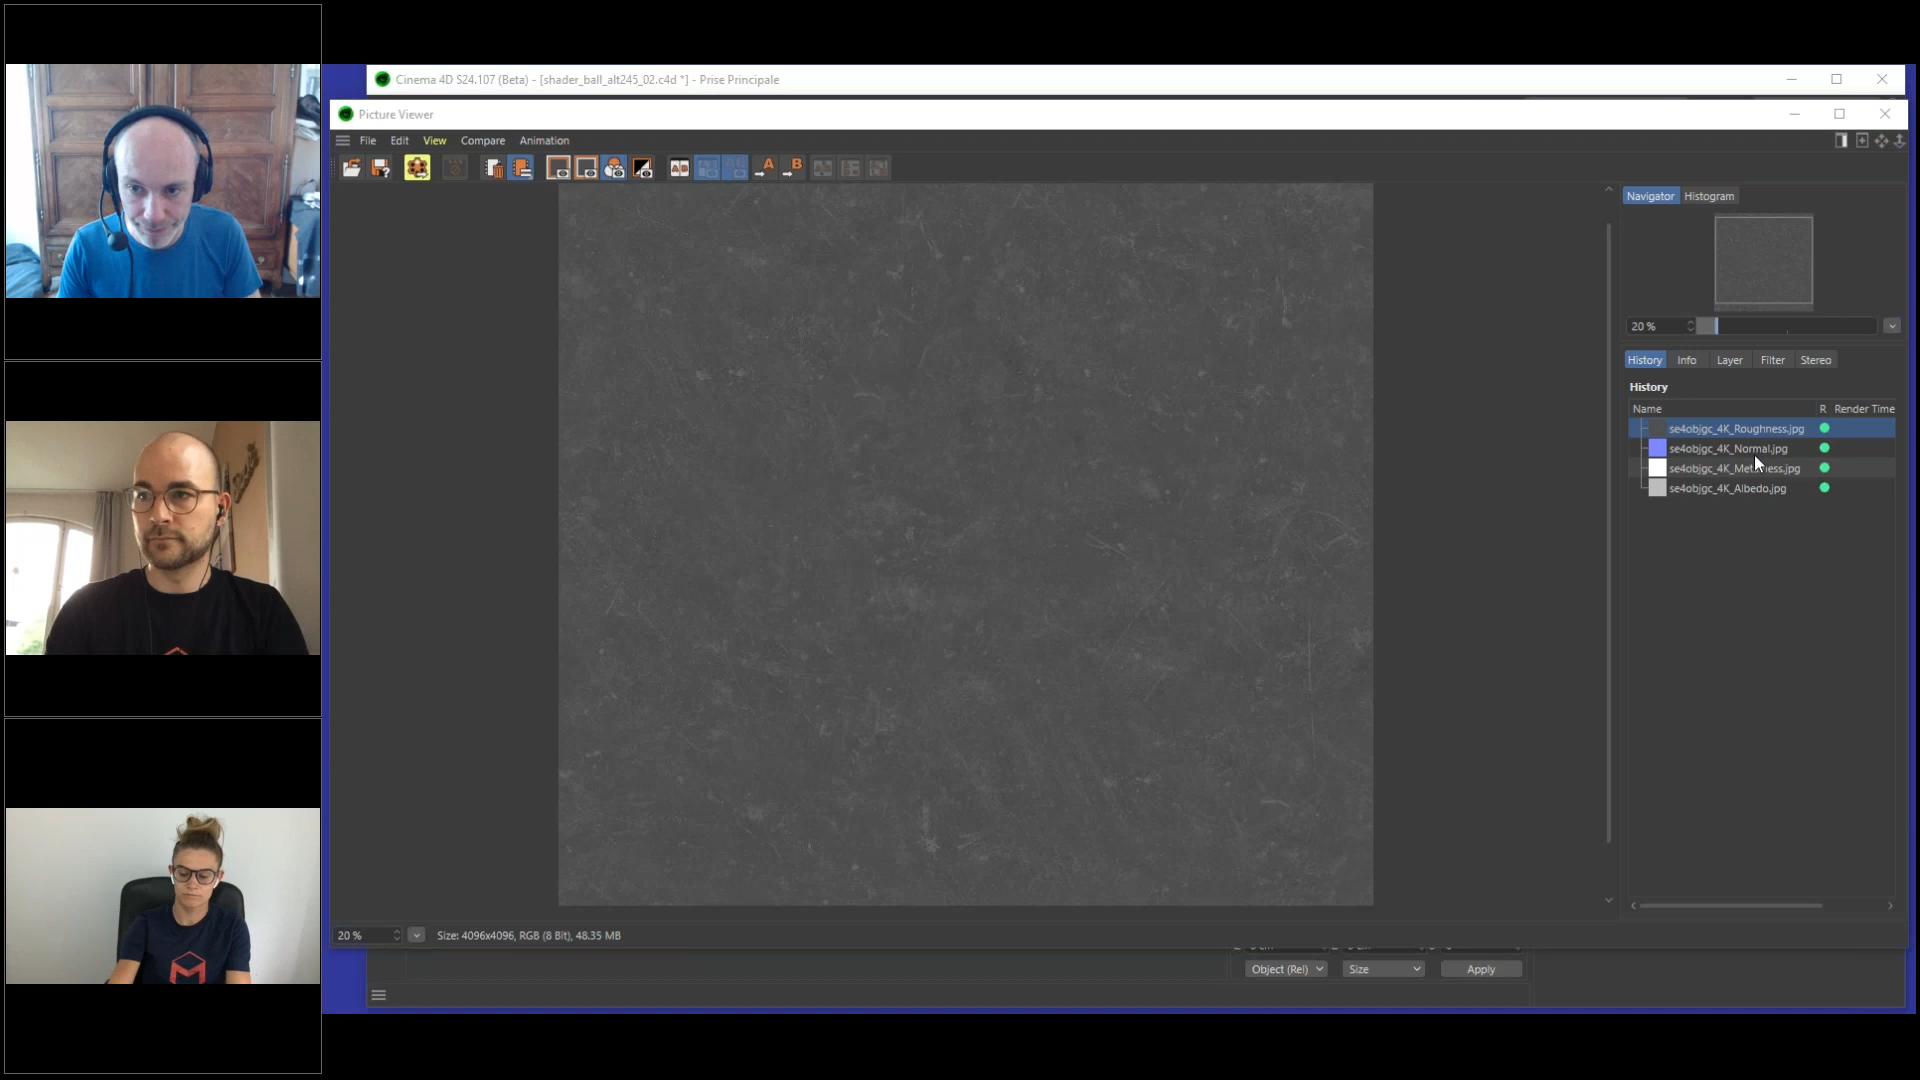 Cinema 4D S24.107 (Beta) - [shader_ball_alt245_02.c4d *] - Prise Principale
Picture Viewer
File Edit View Compare Animation
AB A B
Navigator Histogram
20 %
History Info Layer Filter Stereo
History
Name R Render Time
se4objgc_4K_Roughness.jpg
se4objgc_4K_Normal.jpg
se4objgc_4K_Albedo.jpg
20 % Size: 4096x4096, RGB (8 Bit), 48.35 MB
Object (Rel) Size Apply